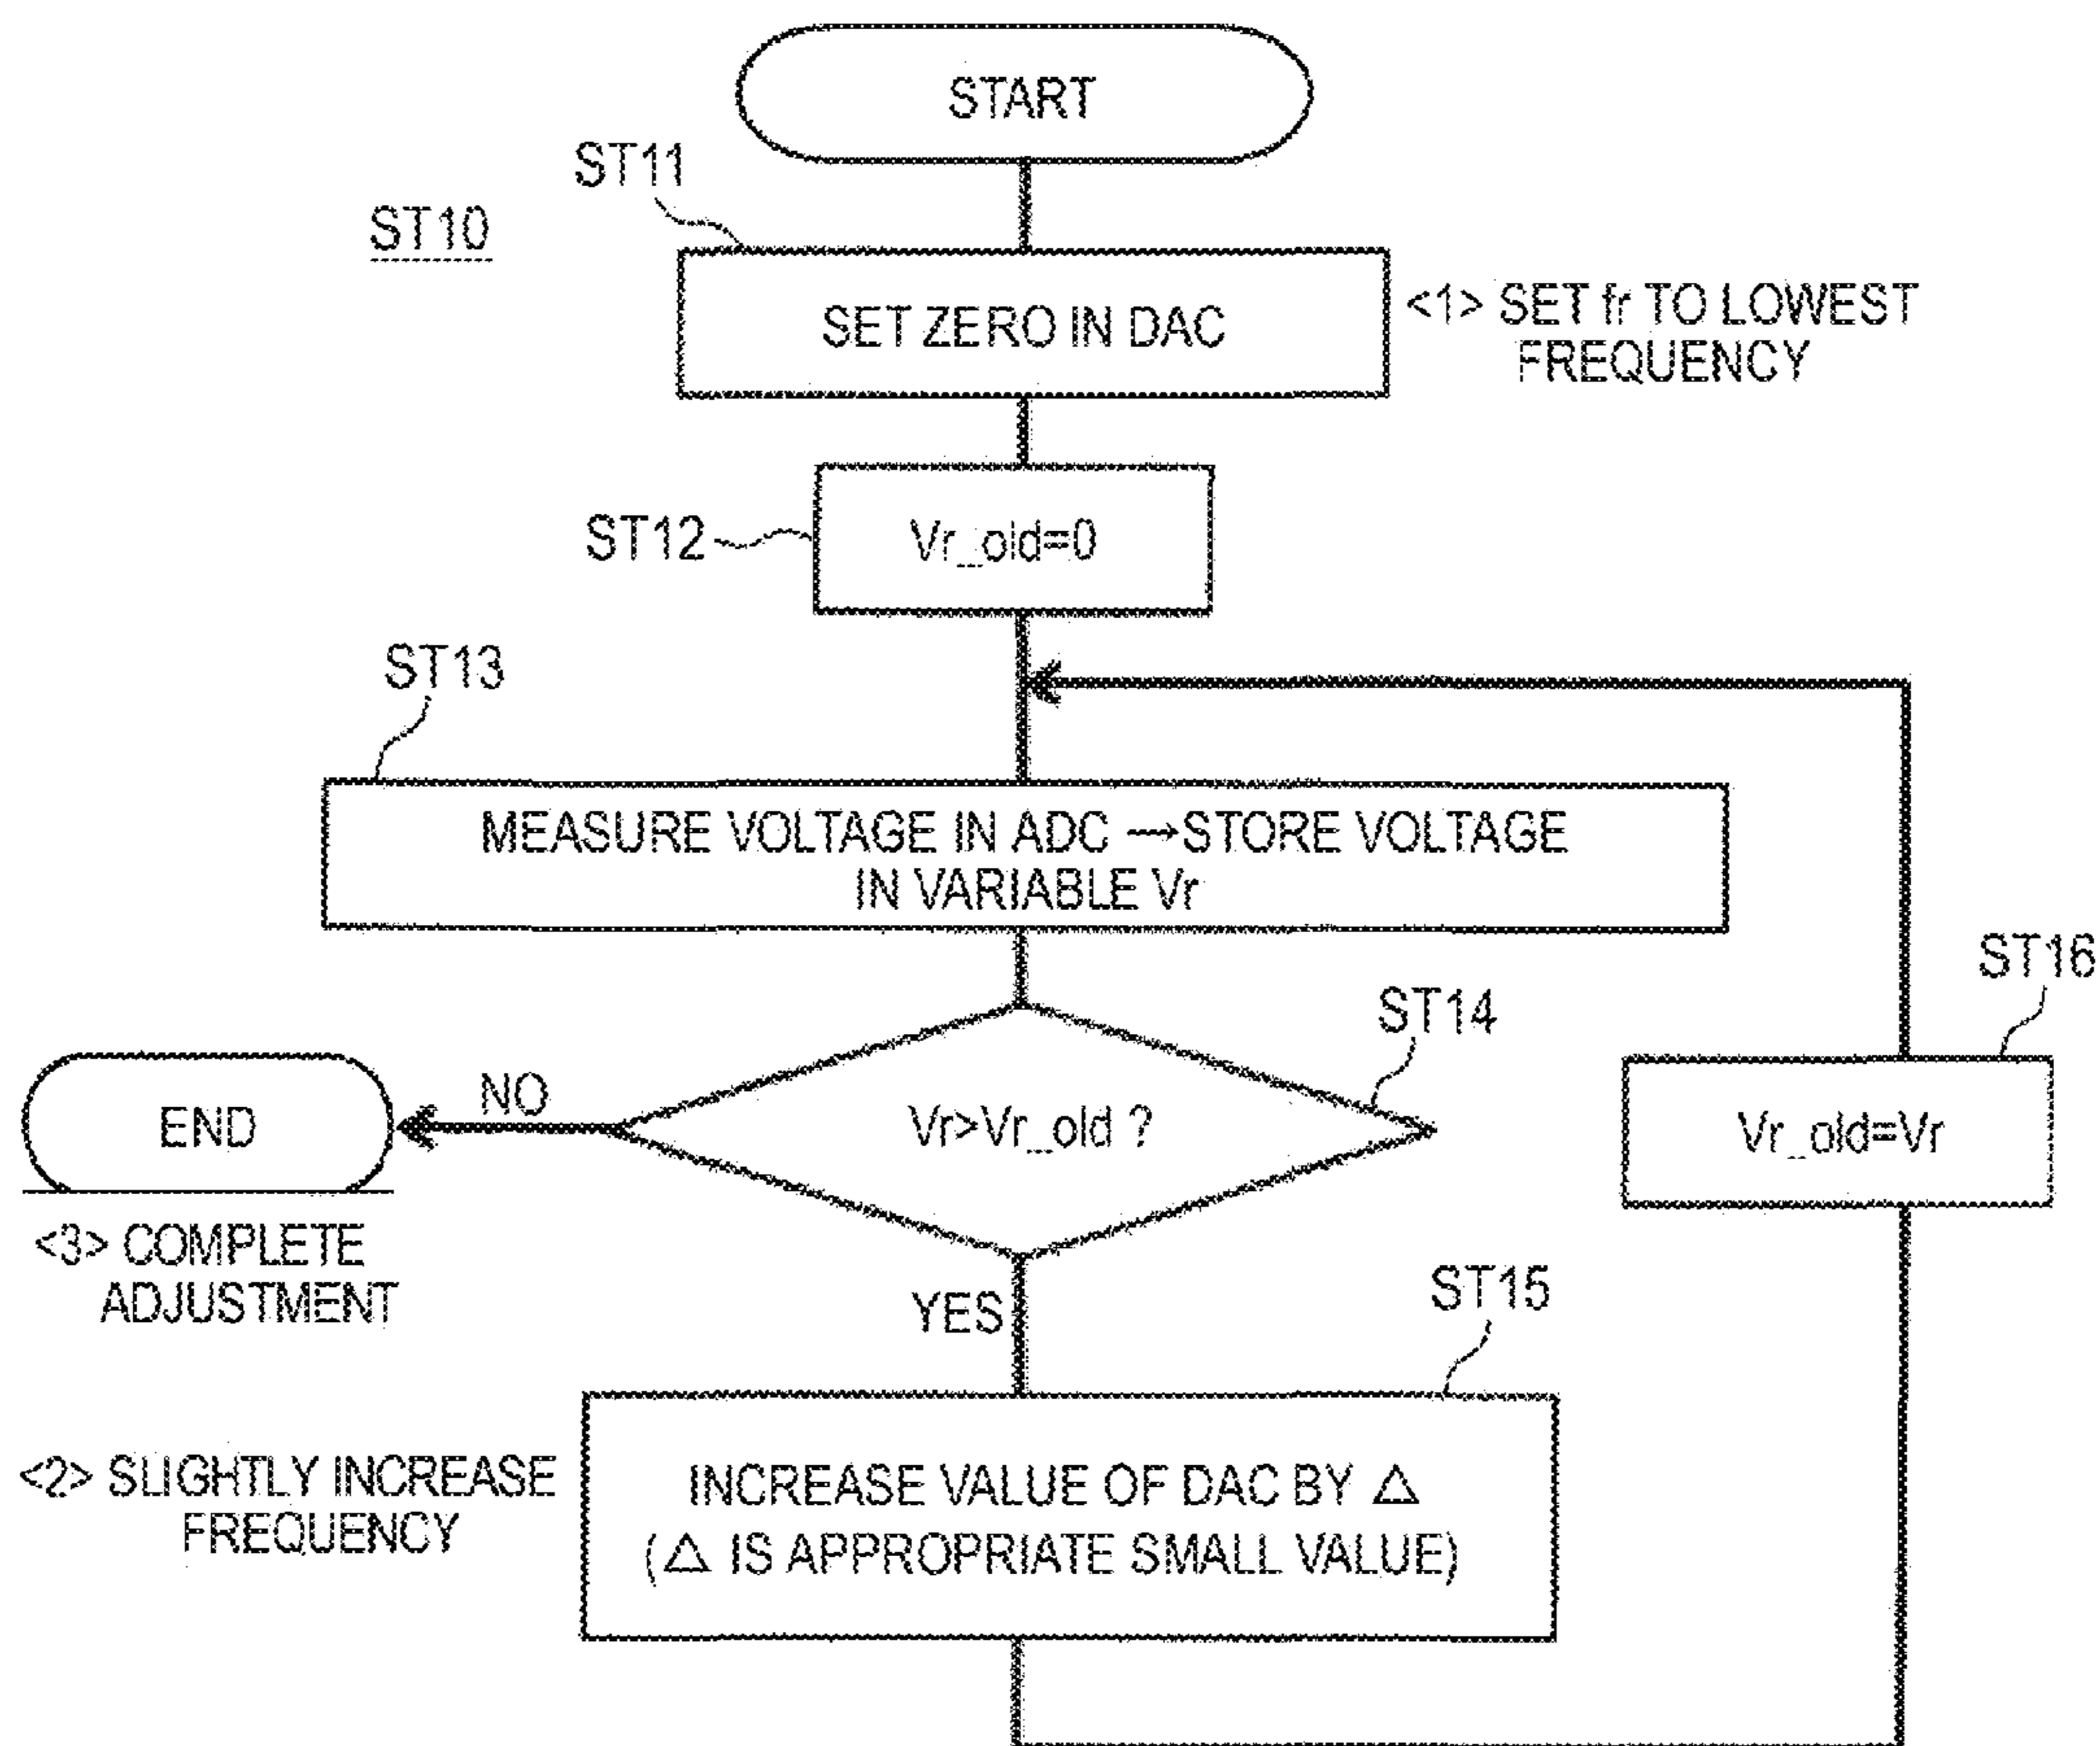 START
ST11
ST10
SET ZERO IN DAC
<1> SET fr TO LOWEST
FREQUENCY
ST12
Vr_old=0
ST13
MEASURE VOLTAGE IN ADC →STORE VOLTAGE
IN VARIABLE Vr
ST14
ST16
END
NO
Vr>Vr_old ?
Vr_old=Vr
<3> COMPLETE
ADJUSTMENT
YES
ST15
<2> SLIGHTLY INCREASE
FREQUENCY
INCREASE VALUE OF DAC BY △
(△ IS APPROPRIATE SMALL VALUE)